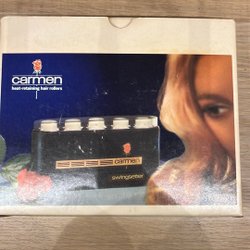 carmen
heat-retaining hair rollers
carmen
swingsetter